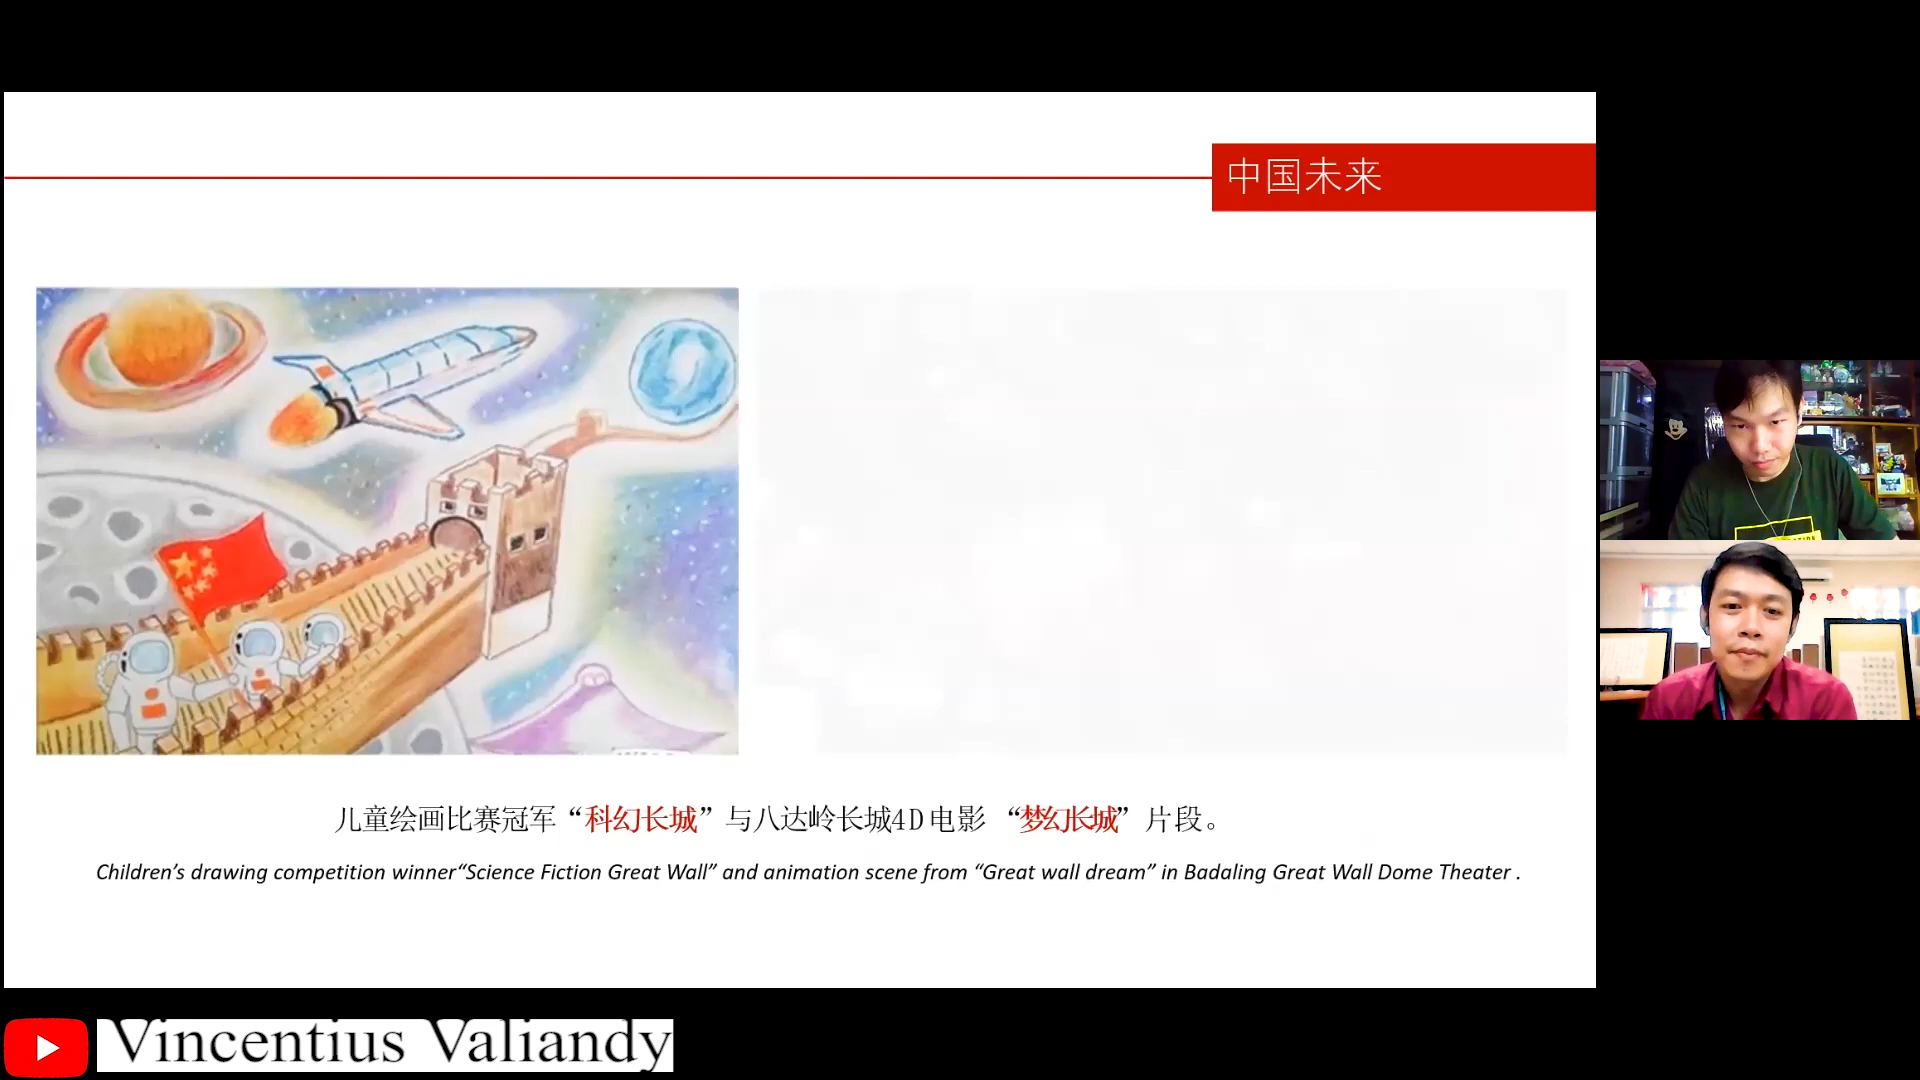 中国未来
儿童绘画比赛冠军“科幻长城”与八达岭长城4D电影 “梦幻长城” 片段。
Children’s drawing competition winner“Science Fiction Great Wall” and animation scene from “Great wall dream” in Badaling Great Wall Dome Theater .
Vincentius Valiandy